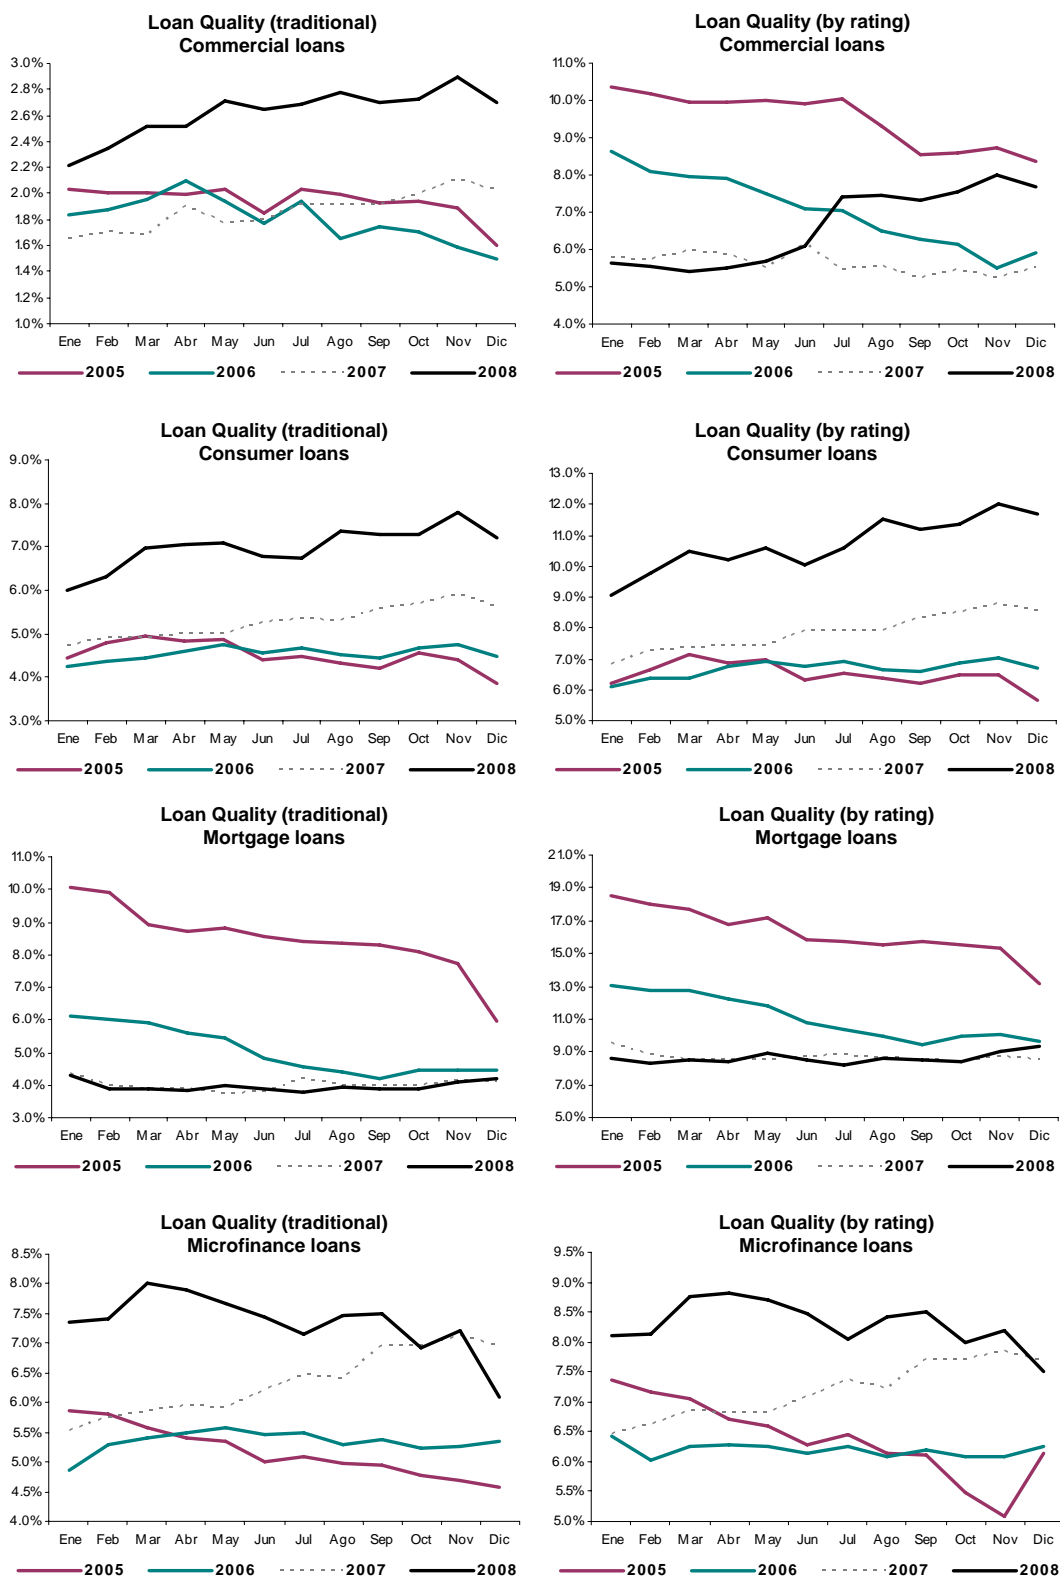 Loan Quality (traditional)
Commercial loans
3.0%
2.8%
2.6%
2.4%
2.2%
2.0%
1.8%
1.6%
1.4%
1.2%
1.0%
Ene Feb Mar Abr May Jun Jul Ago Sep Oct Nov Dic
2005 2006 2007 2008
Loan Quality (by rating)
Commercial loans
11.0%
10.0%
9.0%
8.0%
7.0%
6.0%
5.0%
4.0%
Ene Feb Mar Abr May Jun Jul Ago Sep Oct Nov Dic
2005 2006 2007 2008
Loan Quality (traditional)
Consumer loans
9.0%
8.0%
7.0%
6.0%
5.0%
4.0%
3.0%
Ene Feb Mar Abr May Jun Jul Ago Sep Oct Nov Dic
2005 2006 2007 2008
Loan Quality (by rating)
Consumer loans
13.0%
12.0%
11.0%
10.0%
9.0%
8.0%
7.0%
6.0%
5.0%
Ene Feb Mar Abr May Jun Jul Ago Sep Oct Nov Dic
2005 2006 2007 2008
Loan Quality (traditional)
Mortgage loans
11.0%
10.0%
9.0%
8.0%
7.0%
6.0%
5.0%
4.0%
3.0%
Ene Feb Mar Abr May Jun Jul Ago Sep Oct Nov Dic
2005 2006 2007 2008
Loan Quality (by rating)
Mortgage loans
21.0%
19.0%
17.0%
15.0%
13.0%
11.0%
9.0%
7.0%
5.0%
Ene Feb Mar Abr May Jun Jul Ago Sep Oct Nov Dic
2005 2006 2007 2008
Loan Quality (traditional)
Microfinance loans
8.5%
8.0%
7.5%
7.0%
6.5%
6.0%
5.5%
5.0%
4.5%
4.0%
Ene Feb Mar Abr May Jun Jul Ago Sep Oct Nov Dic
2005 2006 2007 2008
Loan Quality (by rating)
Microfinance loans
9.5%
9.0%
8.5%
8.0%
7.5%
7.0%
6.5%
6.0%
5.5%
5.0%
Ene Feb Mar Abr May Jun Jul Ago Sep Oct Nov Dic
2005 2006 2007 2008